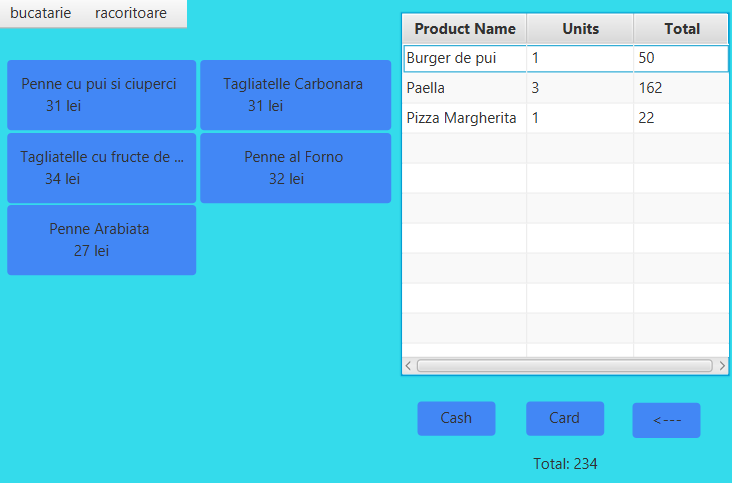 bucatarie racoritoare
Penne cu pui si ciuperci
31 lei
Tagliatelle Carbonara
31 lei
Tagliatelle cu fructe de ...
34 lei
Penne al Forno
32 lei
Penne Arabiata
27 lei
Product Name Units Total
Burger de pui 1 50
Paella 3 162
Pizza Margherita 1 22
Cash Card <---
Total: 234